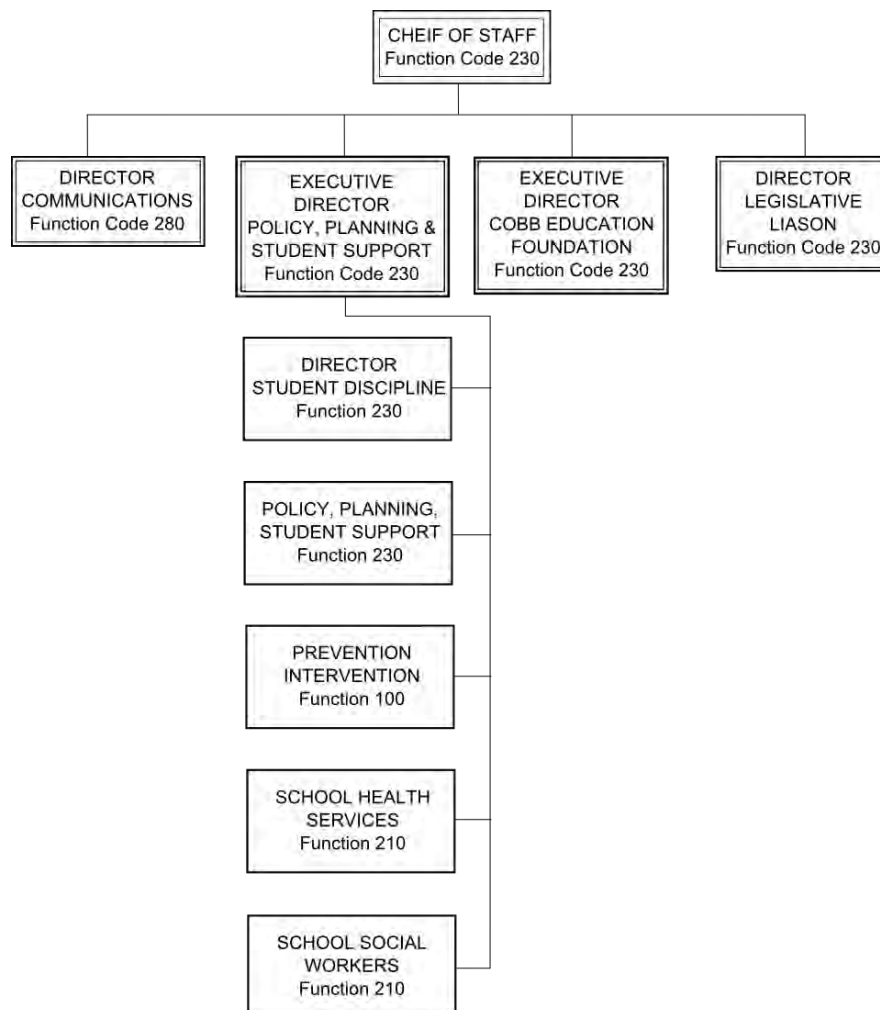 CHEIF OF STAFF
Function Code 230
DIRECTOR
COMMUNICATIONS
Function Code 280
EXECUTIVE
DIRECTOR
POLICY, PLANNING &
STUDENT SUPPORT
Function Code 230
EXECUTIVE
DIRECTOR
COBB EDUCATION
FOUNDATION
Function Code 230
DIRECTOR
LEGISLATIVE
LIASON
Function Code 230
DIRECTOR
STUDENT DISCIPLINE
Function 230
POLICY, PLANNING,
STUDENT SUPPORT
Function 230
PREVENTION
INTERVENTION
Function 100
SCHOOL HEALTH
SERVICES
Function 210
SCHOOL SOCIAL
WORKERS
Function 210